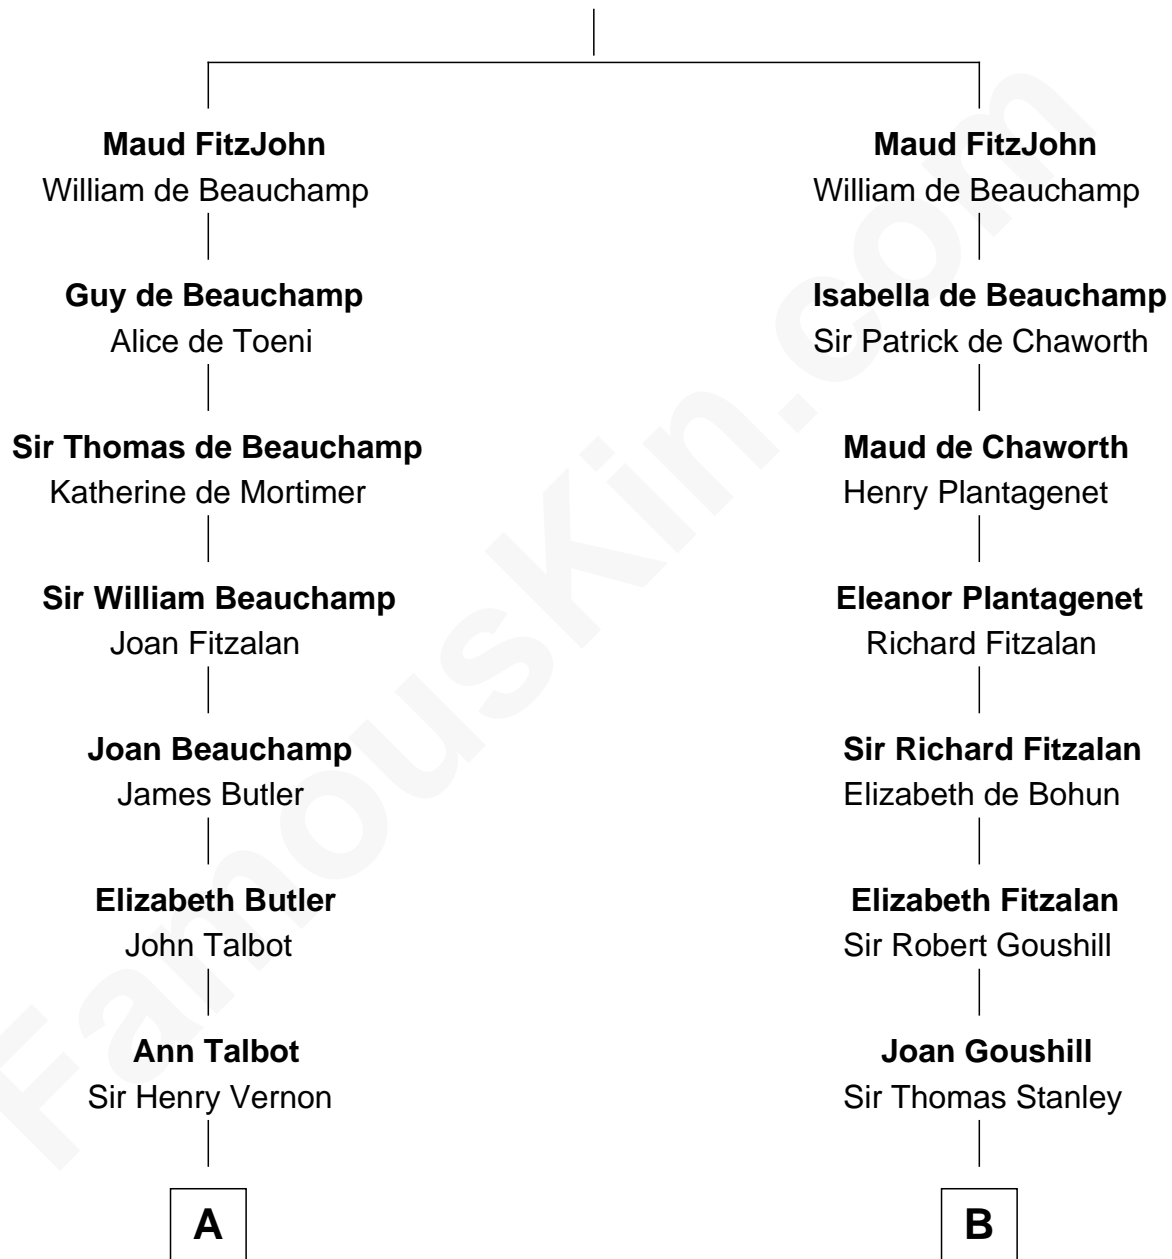 Maud FitzJohn
William de Beauchamp
Guy de Beauchamp
Alice de Toeni
Sir Thomas de Beauchamp
Katherine de Mortimer
Sir William Beauchamp
Joan Fitzalan
Joan Beauchamp
James Butler
Elizabeth Butler
John Talbot
Ann Talbot
Sir Henry Vernon
A
Maud FitzJohn
William de Beauchamp
Isabella de Beauchamp
Sir Patrick de Chaworth
Maud de Chaworth
Henry Plantagenet
Eleanor Plantagenet
Richard Fitzalan
Sir Richard Fitzalan
Elizabeth de Bohun
Elizabeth Fitzalan
Sir Robert Goushill
Joan Goushill
Sir Thomas Stanley
B
FamousKin.com